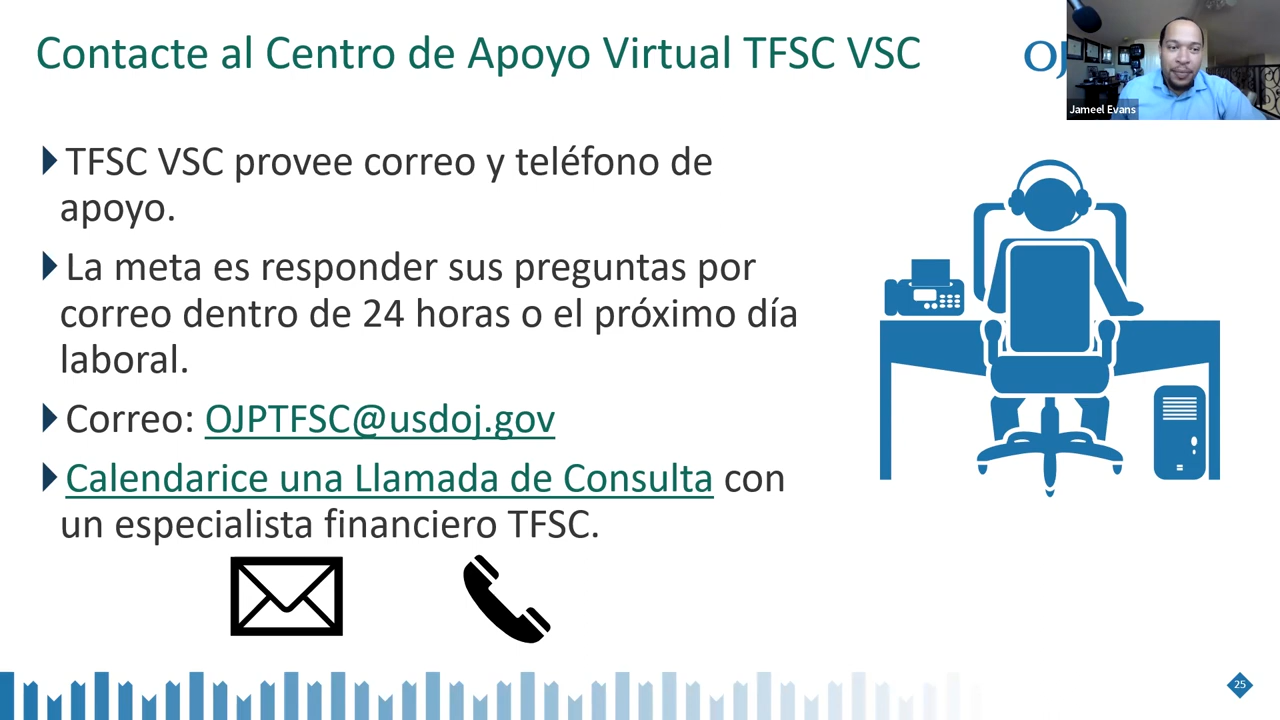 Contacte al Centro de Apoyo Virtual TFSC VSC
OJ
Jameel Evans
TFSC VSC provee correo y teléfono de
apoyo.
La meta es responder sus preguntas por
correo dentro de 24 horas o el próximo día
laboral.
Correo: OJPTFSC@usdoj.gov
Calendarice una Llamada de Consulta con
un especialista financiero TFSC.
25